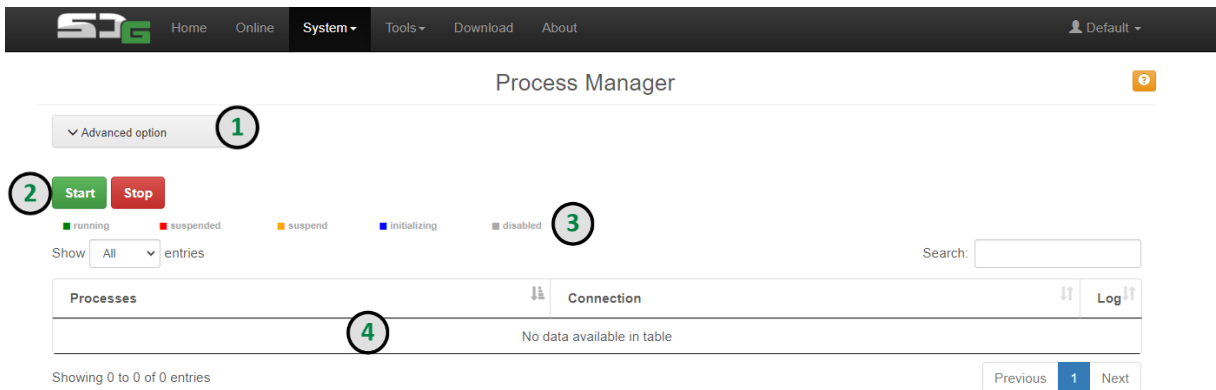 SDG Home Online System Tools Download About Default
Process Manager
Advanced option 1
2 Start Stop
running suspended suspend initializing disabled 3
Show All entries Search:
Processes Connection Log
4 No data available in table
Showing 0 to 0 of 0 entries Previous 1 Next